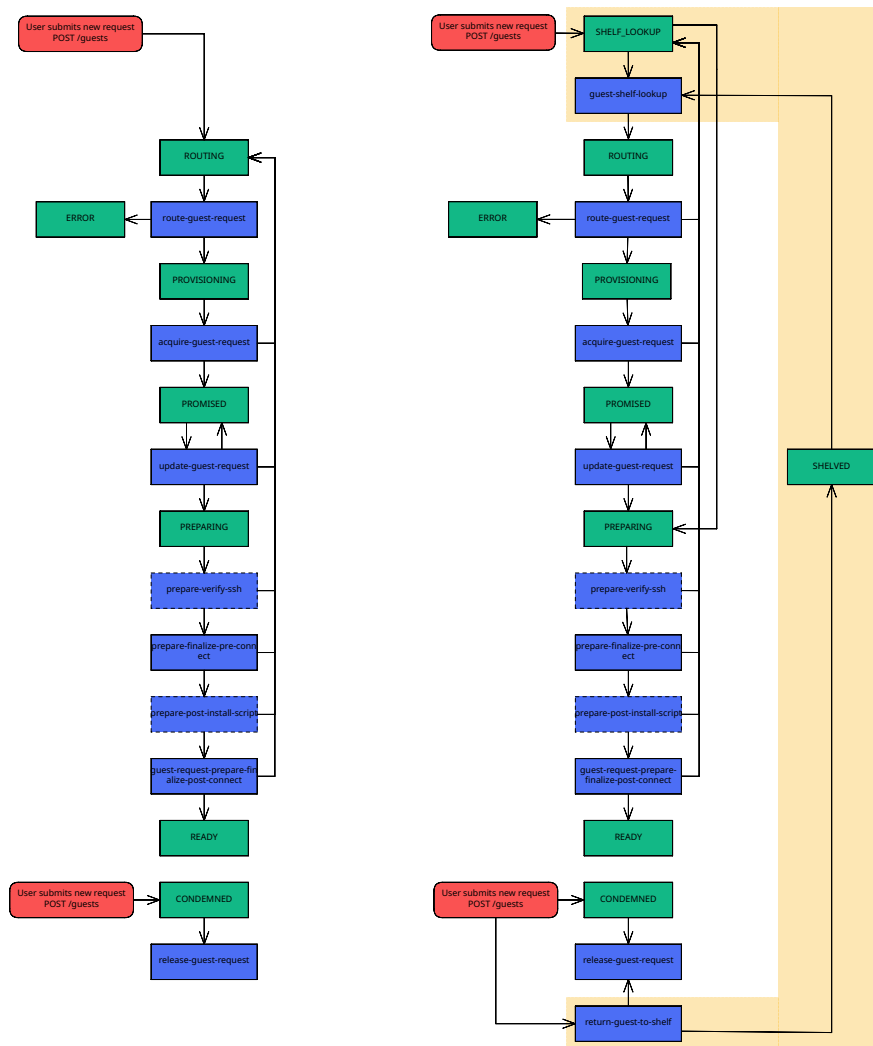 User submits new request
POST /guests
ROUTING
ERROR
route-guest-request
PROVISIONING
acquire-guest-request
PROMISED
update-guest-request
PREPARING
prepare-verify-ssh
prepare-finalize-pre-conn
ect
prepare-post-install-script
guest-request-prepare-fin
alize-post-connect
READY
User submits new request
POST /guests
CONDEMNED
release-guest-request
User submits new request
POST /guests
SHELF_LOOKUP
guest-shelf-lookup
ROUTING
ERROR
route-guest-request
PROVISIONING
acquire-guest-request
PROMISED
update-guest-request
SHELVED
PREPARING
prepare-verify-ssh
prepare-finalize-pre-conn
ect
prepare-post-install-script
guest-request-prepare-
finalize-post-connect
READY
User submits new request
POST /guests
CONDEMNED
release-guest-request
return-guest-to-shelf